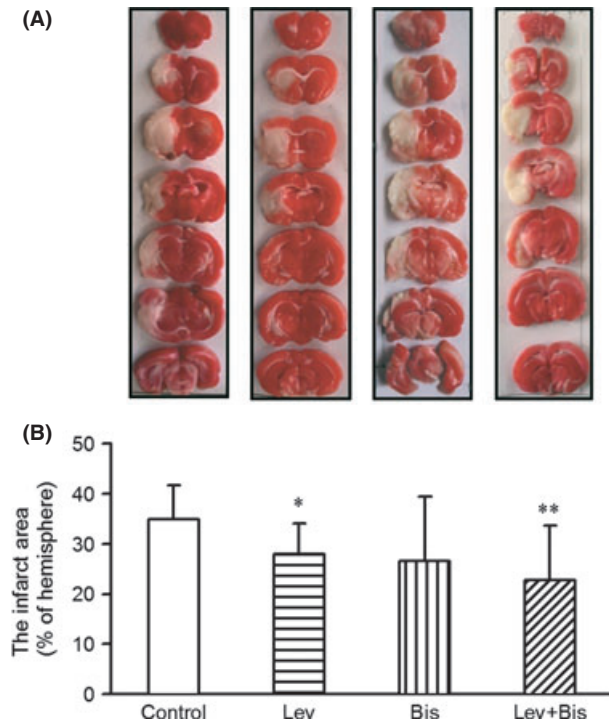 (A)
(B)
50
40
30
20
10
0
The infarct area
(% of hemisphere)
*
**
Control
Lev
Bis
Lev+Bis